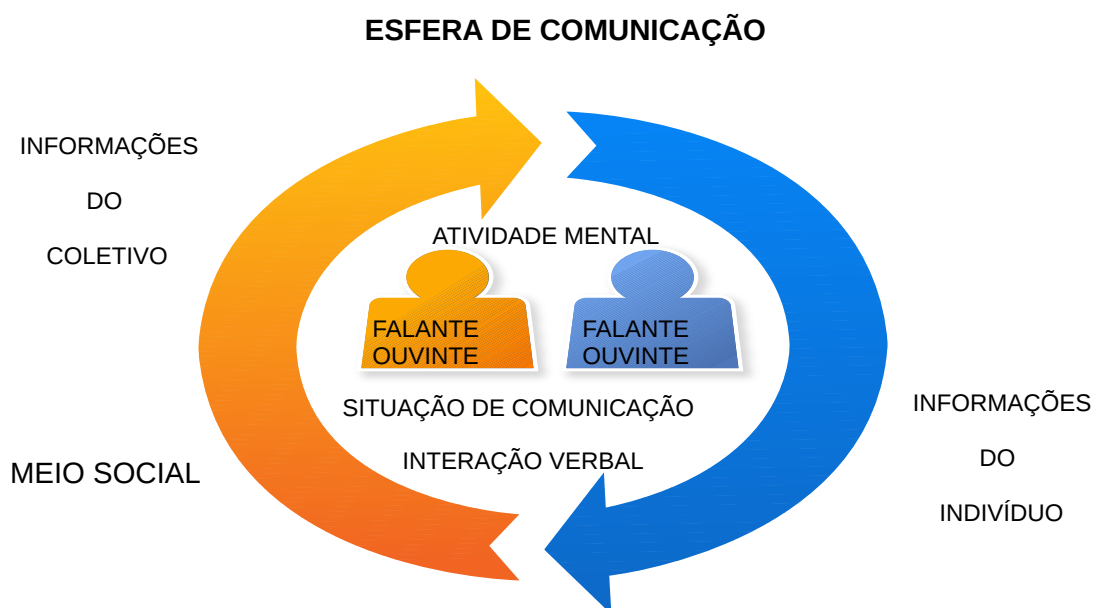 ESFERA DE COMUNICAÇÃO
INFORMAÇÕES
DO
COLETIVO
ATIVIDADE MENTAL
FALANTE
OUVINTE
FALANTE
OUVINTE
SITUAÇÃO DE COMUNICAÇÃO
INTERAÇÃO VERBAL
MEIO SOCIAL
INFORMAÇÕES
DO
INDIVÍDUO